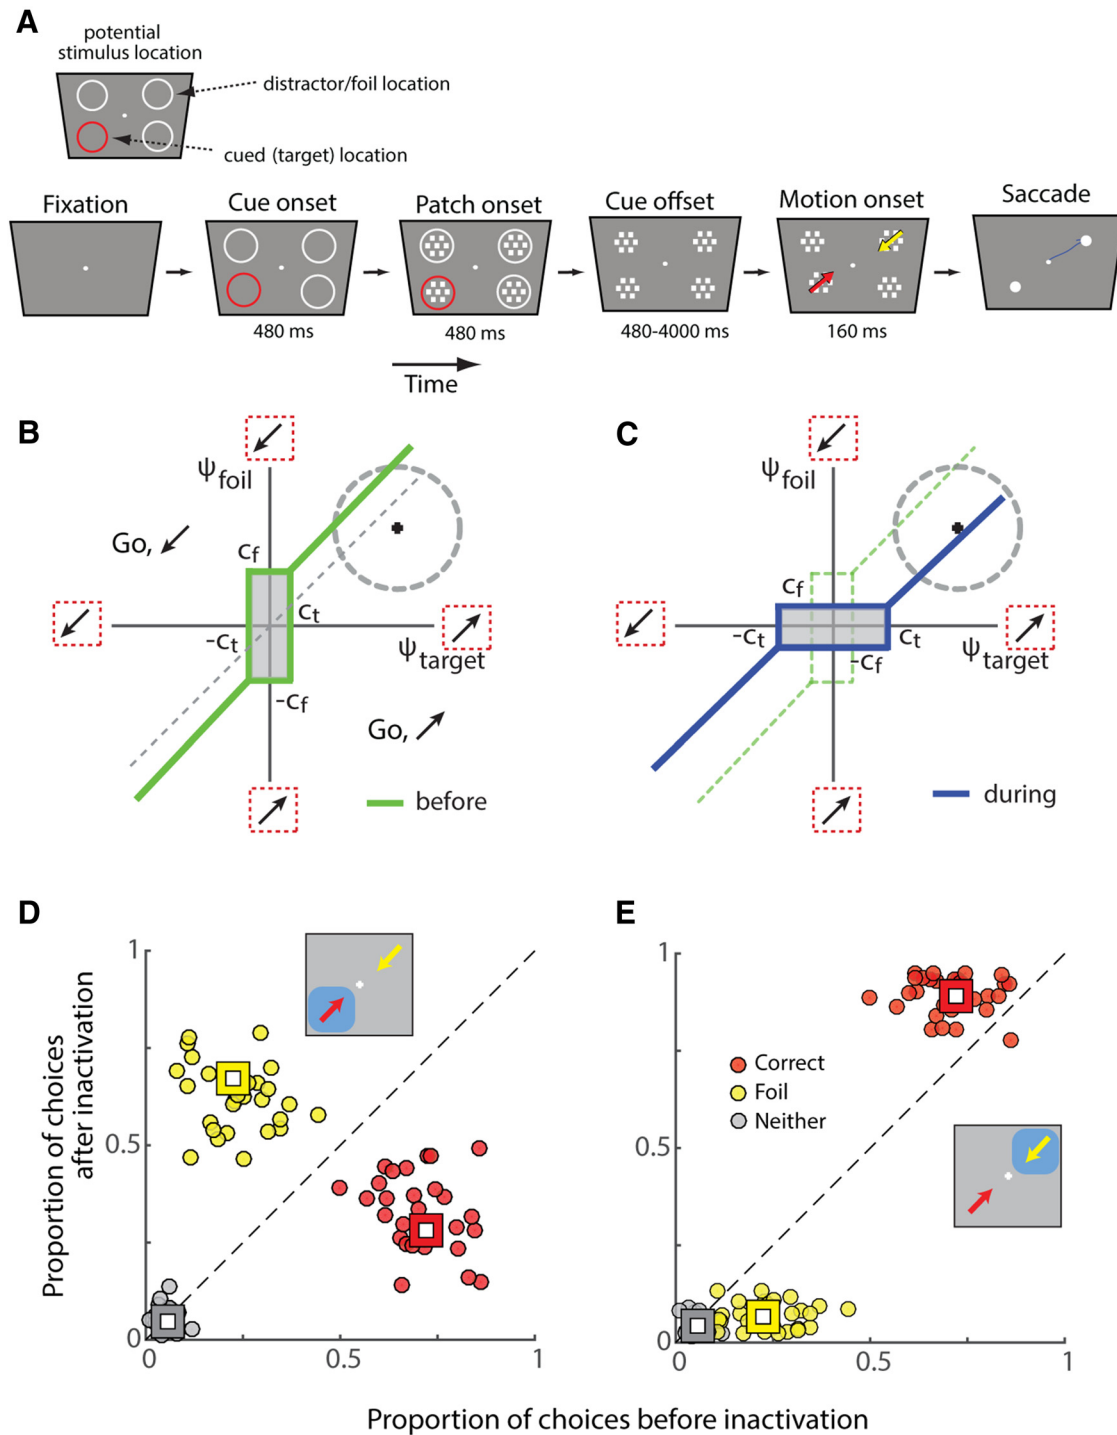 A
potential
stimulus location
distractor/foil location
cued (target) location
Fixation
Cue onset
Patch onset
Cue offset
Motion onset
Saccade
480 ms
480 ms
480-4000 ms
160 ms
Time
B
ψfoil
Go,
cf
ct
-ct
ψtarget
-cf
Go,
before
C
ψfoil
cf
-ct
ct
-cf
ψtarget
during
D
1
0.5
0
0
0.5
1
Proportion of choices
after inactivation
E
1
0.5
0
0
0.5
1
Correct
Foil
Neither
Proportion of choices before inactivation